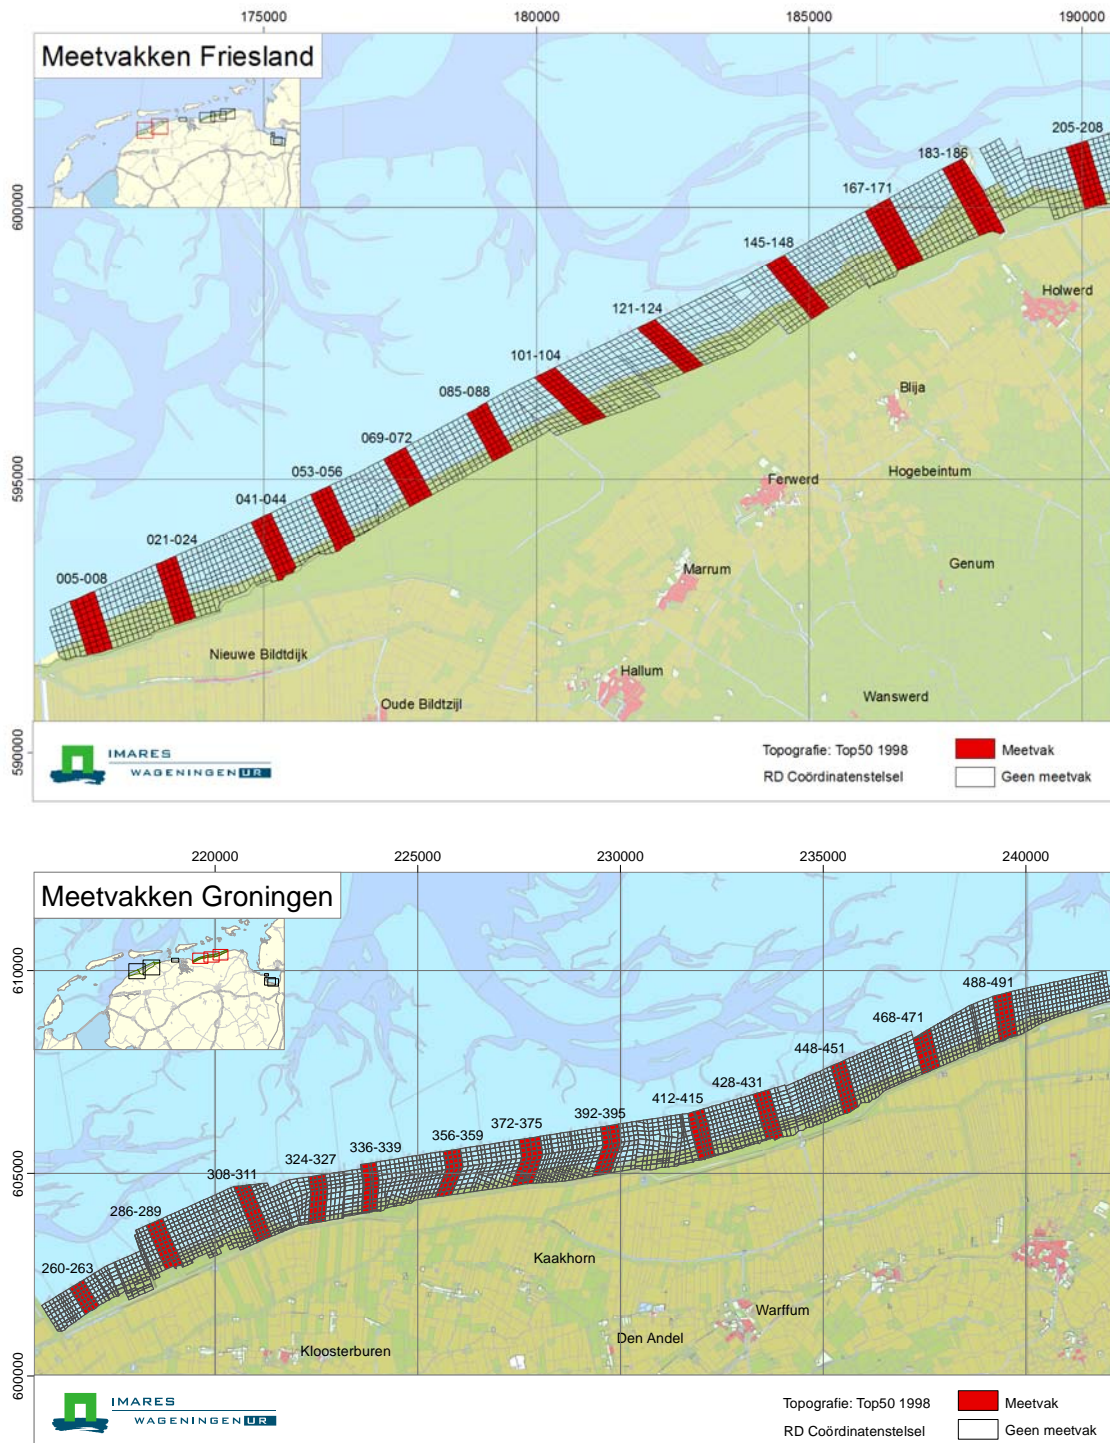 175000 180000 185000 190000
Meetvakken Friesland
205-208
183-186
167-171
600000
145-148
Holwerd
121-124
101-104
Blija
085-088
069-072
Hogebeintum
595000
Ferwerd
053-056
041-044
021-024
Genum
Marrum
005-008
Nieuwe Bildtdijk
Hallum
Wanswerd
Oude Bildtzijl
590000
IMARES
WAGENINGEN UR
Topografie: Top50 1998
RD Coördinatenstelsel
Meetvak
Geen meetvak
220000 225000 230000 235000 240000
Meetvakken Groningen
610000
488-491
468-471
448-451
428-431
412-415
392-395
372-375
356-359
336-339
605000
324-327
308-311
286-289
260-263
Kaakhorn
Warffum
Den Andel
Kloosterburen
600000
IMARES
WAGENINGEN UR
Topografie: Top50 1998
RD Coördinatenstelsel
Meetvak
Geen meetvak